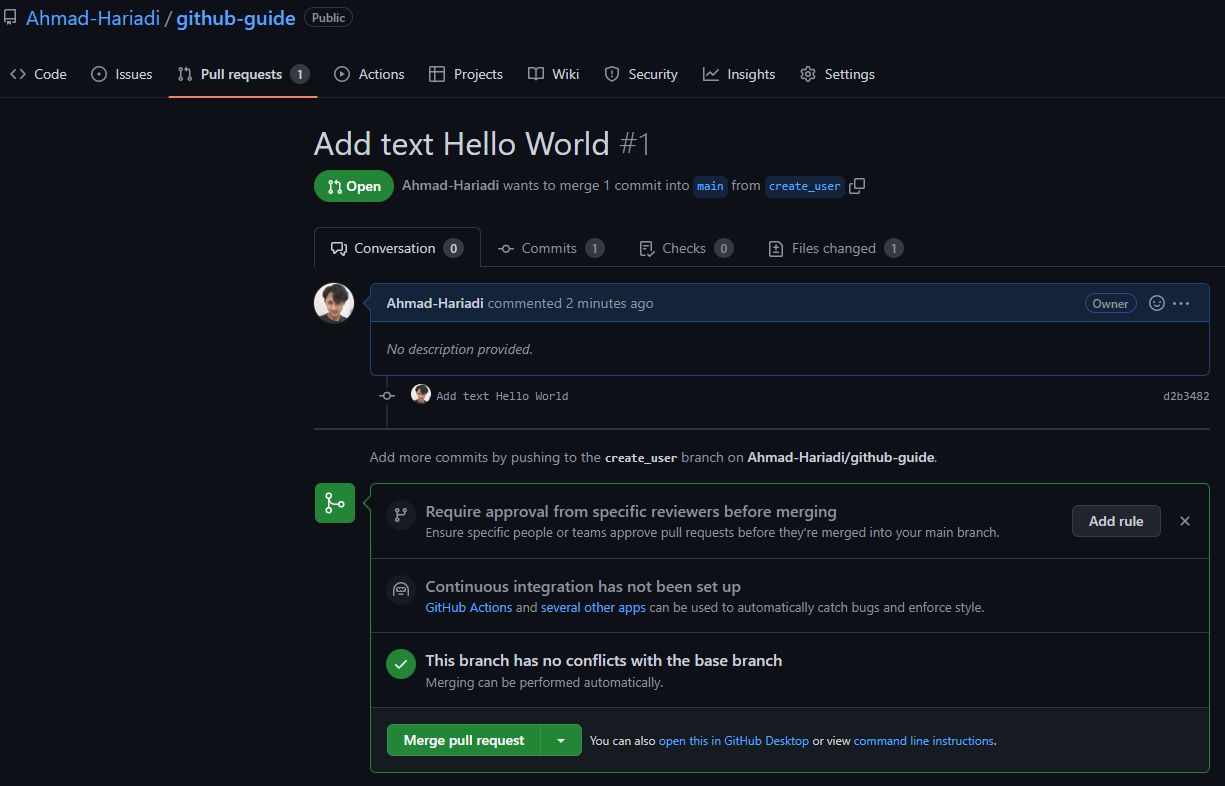 Ahmad-Hariadi / github-guide Public
Code Issues Pull requests 1 Actions Projects Wiki Security Insights Settings
Add text Hello World #1
Open Ahmad-Hariadi wants to merge 1 commit into main from create_user
Conversation 0 Commits 1 Checks 0 Files changed 1
Ahmad-Hariadi commented 2 minutes ago Owner
No description provided.
Add text Hello World d2b3482
Add more commits by pushing to the create_user branch on Ahmad-Hariadi/github-guide.
Require approval from specific reviewers before merging
Ensure specific people or teams approve pull requests before they're merged into your main branch.
Add rule
Continuous integration has not been set up
GitHub Actions and several other apps can be used to automatically catch bugs and enforce style.
This branch has no conflicts with the base branch
Merging can be performed automatically.
Merge pull request You can also open this in GitHub Desktop or view command line instructions.